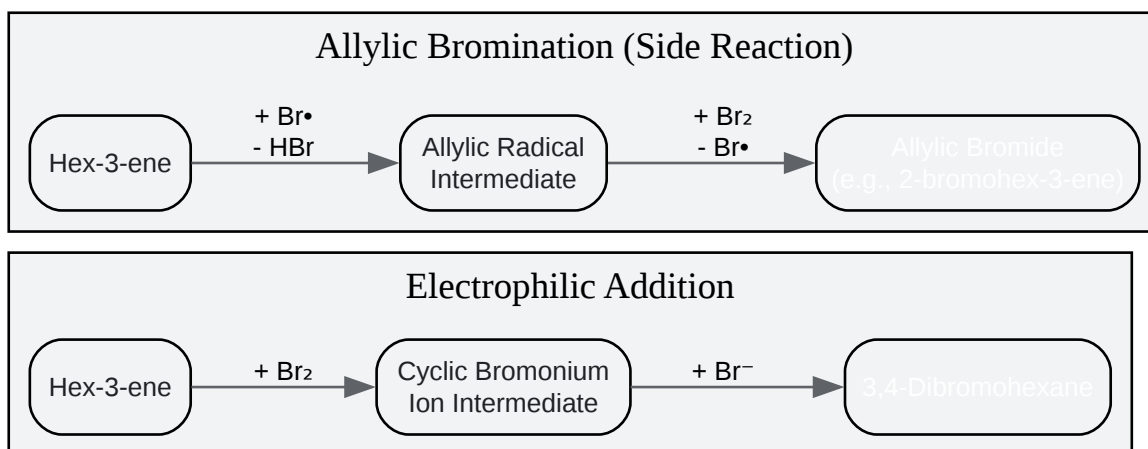 Allylic Bromination (Side Reaction)
Hex-3-ene
+ Br•
- HBr
Allylic Radical
Intermediate
+ Br₂
- Br•
Allylic Bromide
(e.g., 2-bromohex-3-ene)
Electrophilic Addition
Hex-3-ene
+ Br₂
Cyclic Bromonium
Ion Intermediate
+ Br⁻
3,4-Dibromohexane